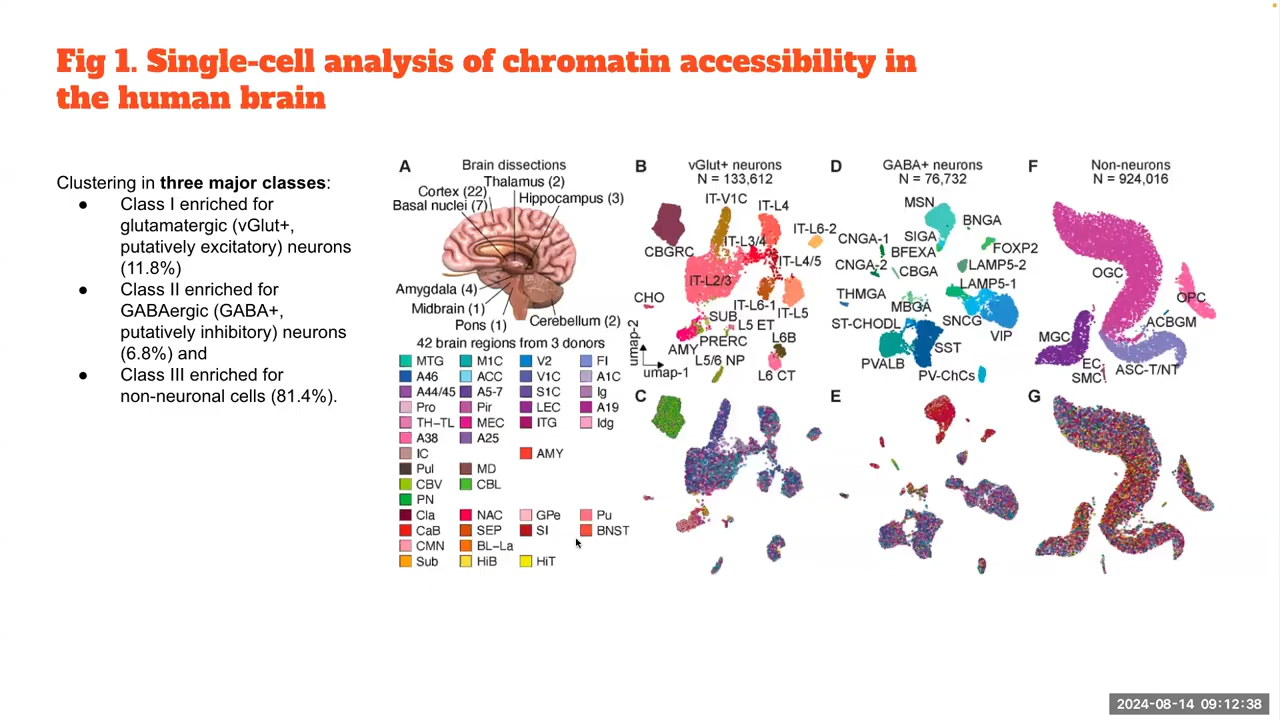 Fig 1. Single-cell analysis of chromatin accessibility in
the human brain
Clustering in three major classes:
● Class I enriched for
glutamatergic (vGlut+,
putatively excitatory) neurons
(11.8%)
● Class II enriched for
GABAergic (GABA+,
putatively inhibitory) neurons
(6.8%) and
● Class III enriched for
non-neuronal cells (81.4%).
A
Brain dissections
Thalamus (2)
Cortex (22)
Hippocampus (3)
Basal nuclei (7)
Amygdala (4)
Midbrain (1)
Pons (1)
Cerebellum (2)
42 brain regions from 3 donors
MTG M1C V2 FI
A46 ACC V1C A1C
A44/45 A5-7 S1C Ig
Pro Pir LEC A19
TH-TL MEC ITG Idg
A38 A25
IC AMY
Pul MD
CBV CBL
PN
Cla NAC GPe Pu
CaB SEP SI BNST
CMN BL-La
Sub HiB HiT
B
vGlut+ neurons
N = 133,612
IT-V1C
IT-L4
IT-L6-2
IT-L3/4
CBGRC
IT-L4/5
IT-L2/3
CHO
IT-L6-1
IT-L5
SUB
L5 ET
PRERC
L6B
AMY
L5/6 NP
L6 CT
umap-2
umap-1
C
D
GABA+ neurons
N = 76,732
MSN
BNGA
SIGA
CNGA-1
FOXP2
BFEXA
CNGA-2
LAMP5-2
CBGA
LAMP5-1
THMGA
MBGA
ST-CHODL
SNCG
VIP
SST
PVALB
PV-ChCs
E
F
Non-neurons
N = 924,016
OGC
OPC
ACBGM
MGC
EC
SMC
ASC-T/NT
G
2024-08-14 09:12:38